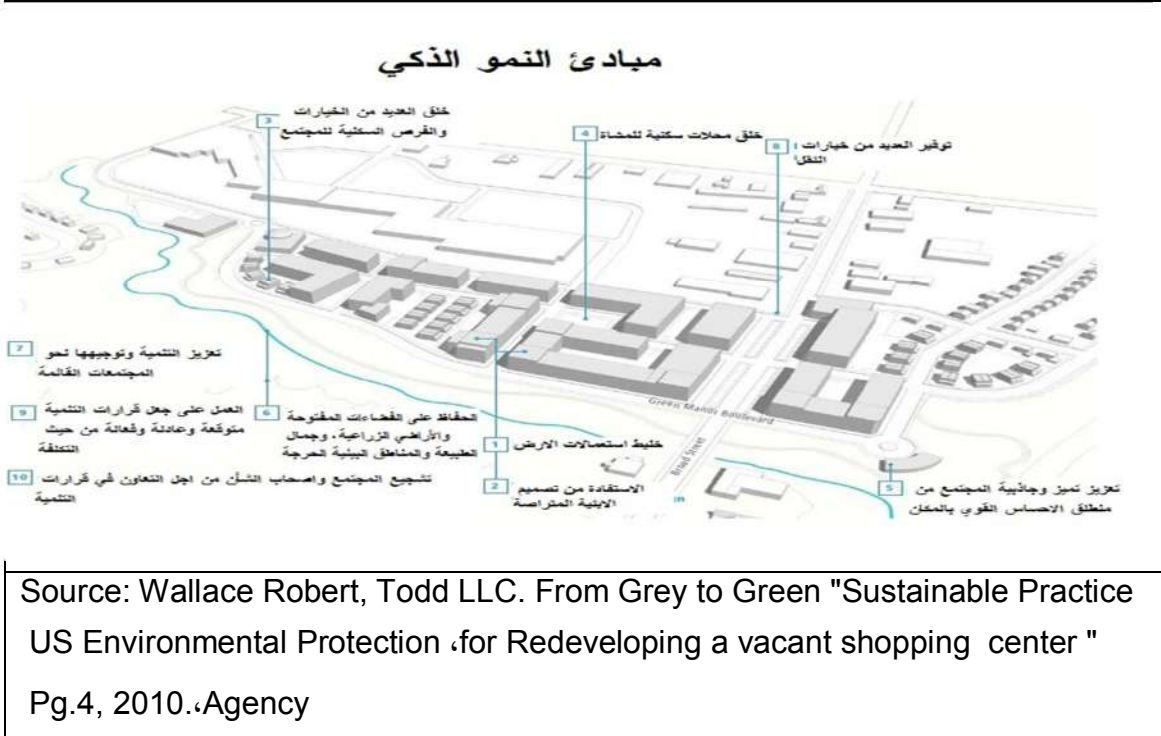 مبادئ النمو الذكي
3 خلق العديد من الخيارات
والفرص السكنية للمجتمع
4 خلق محلات سكنية للمشاة
8 توفير العديد من خيارات
النقل
7 تعزيز التنمية وتوجيهها نحو
المجتمعات القائمة
9 العمل على جعل قرارات التنمية
متوقعة وعادلة وفعالة من حيث
التكلفة
10 تشجيع المجتمع واصحاب الشأن من اجل التعاون في قرارات
التنمية
6 الحفاظ على الفضاءات المفتوحة
والأراضي الزراعية، وجمال
الطبيعة والمناطق البيئية الحرجة
1 خليط استعمالات الارض
2 الاستفادة من تصميم
الابنية المتراصة
5 تعزيز تميز وجاذبية المجتمع من
منطلق الاحساس القوي بالمكان
Green Manor Boulevard
Broad Street
Source: Wallace Robert, Todd LLC. From Grey to Green "Sustainable Practice
US Environmental Protection ،for Redeveloping a vacant shopping center "
Pg.4, 2010.،Agency